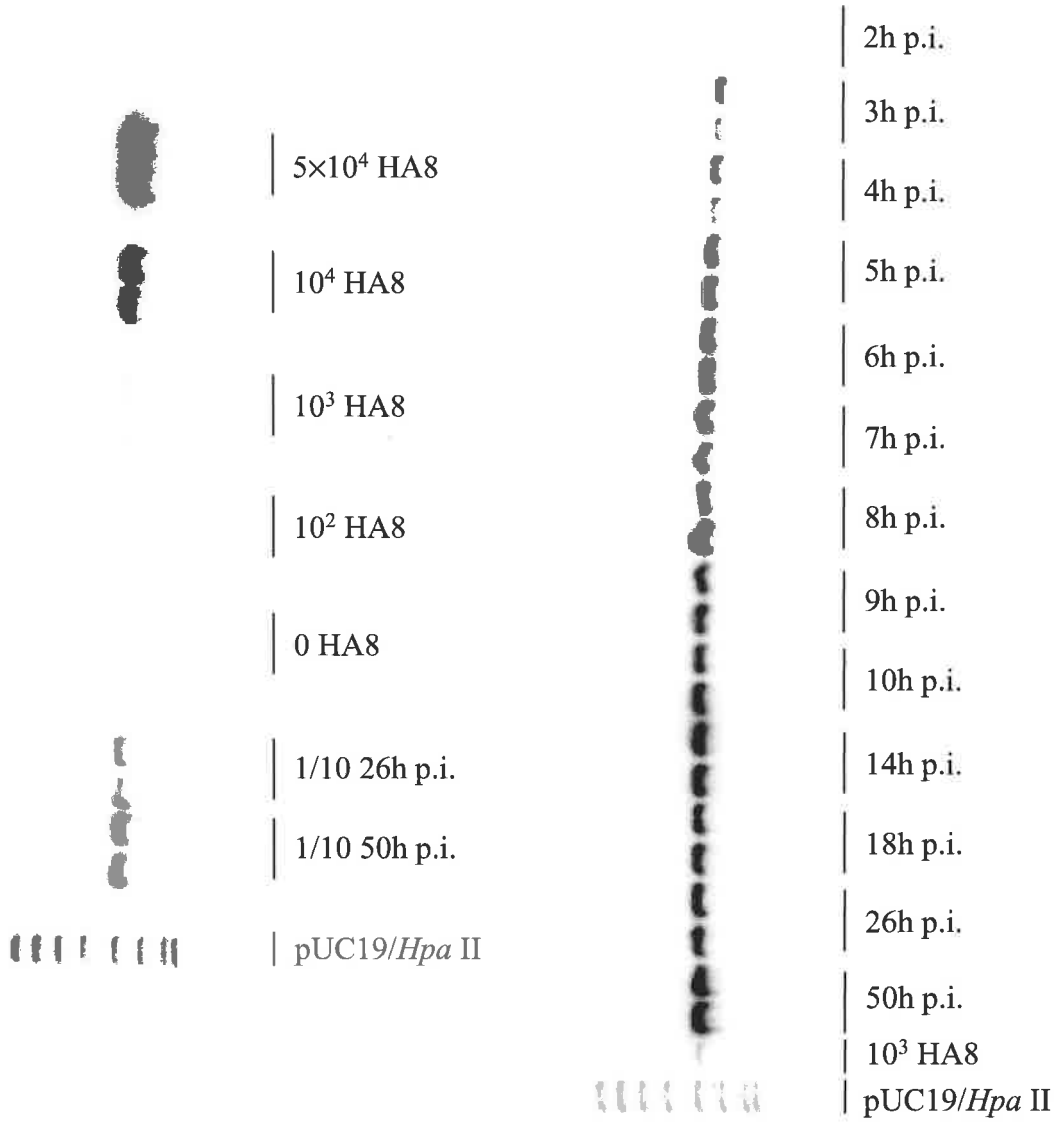 5×10⁴ HA8
10⁴ HA8
10³ HA8
10² HA8
0 HA8
1/10 26h p.i.
1/10 50h p.i.
pUC19/Hpa II
2h p.i.
3h p.i.
4h p.i.
5h p.i.
6h p.i.
7h p.i.
8h p.i.
9h p.i.
10h p.i.
14h p.i.
18h p.i.
26h p.i.
50h p.i.
10³ HA8
pUC19/Hpa II